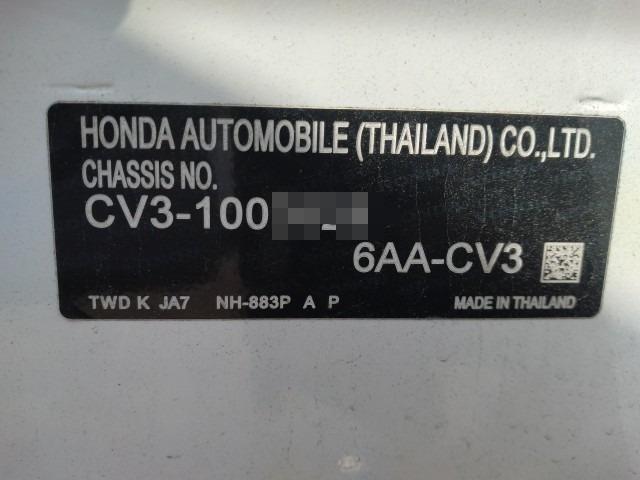 HONDA AUTOMOBILE (THAILAND) CO.,LTD.
CHASSIS NO.
CV3-100
6AA-CV3
TWD K JA7 NH-883P A P MADE IN THAILAND